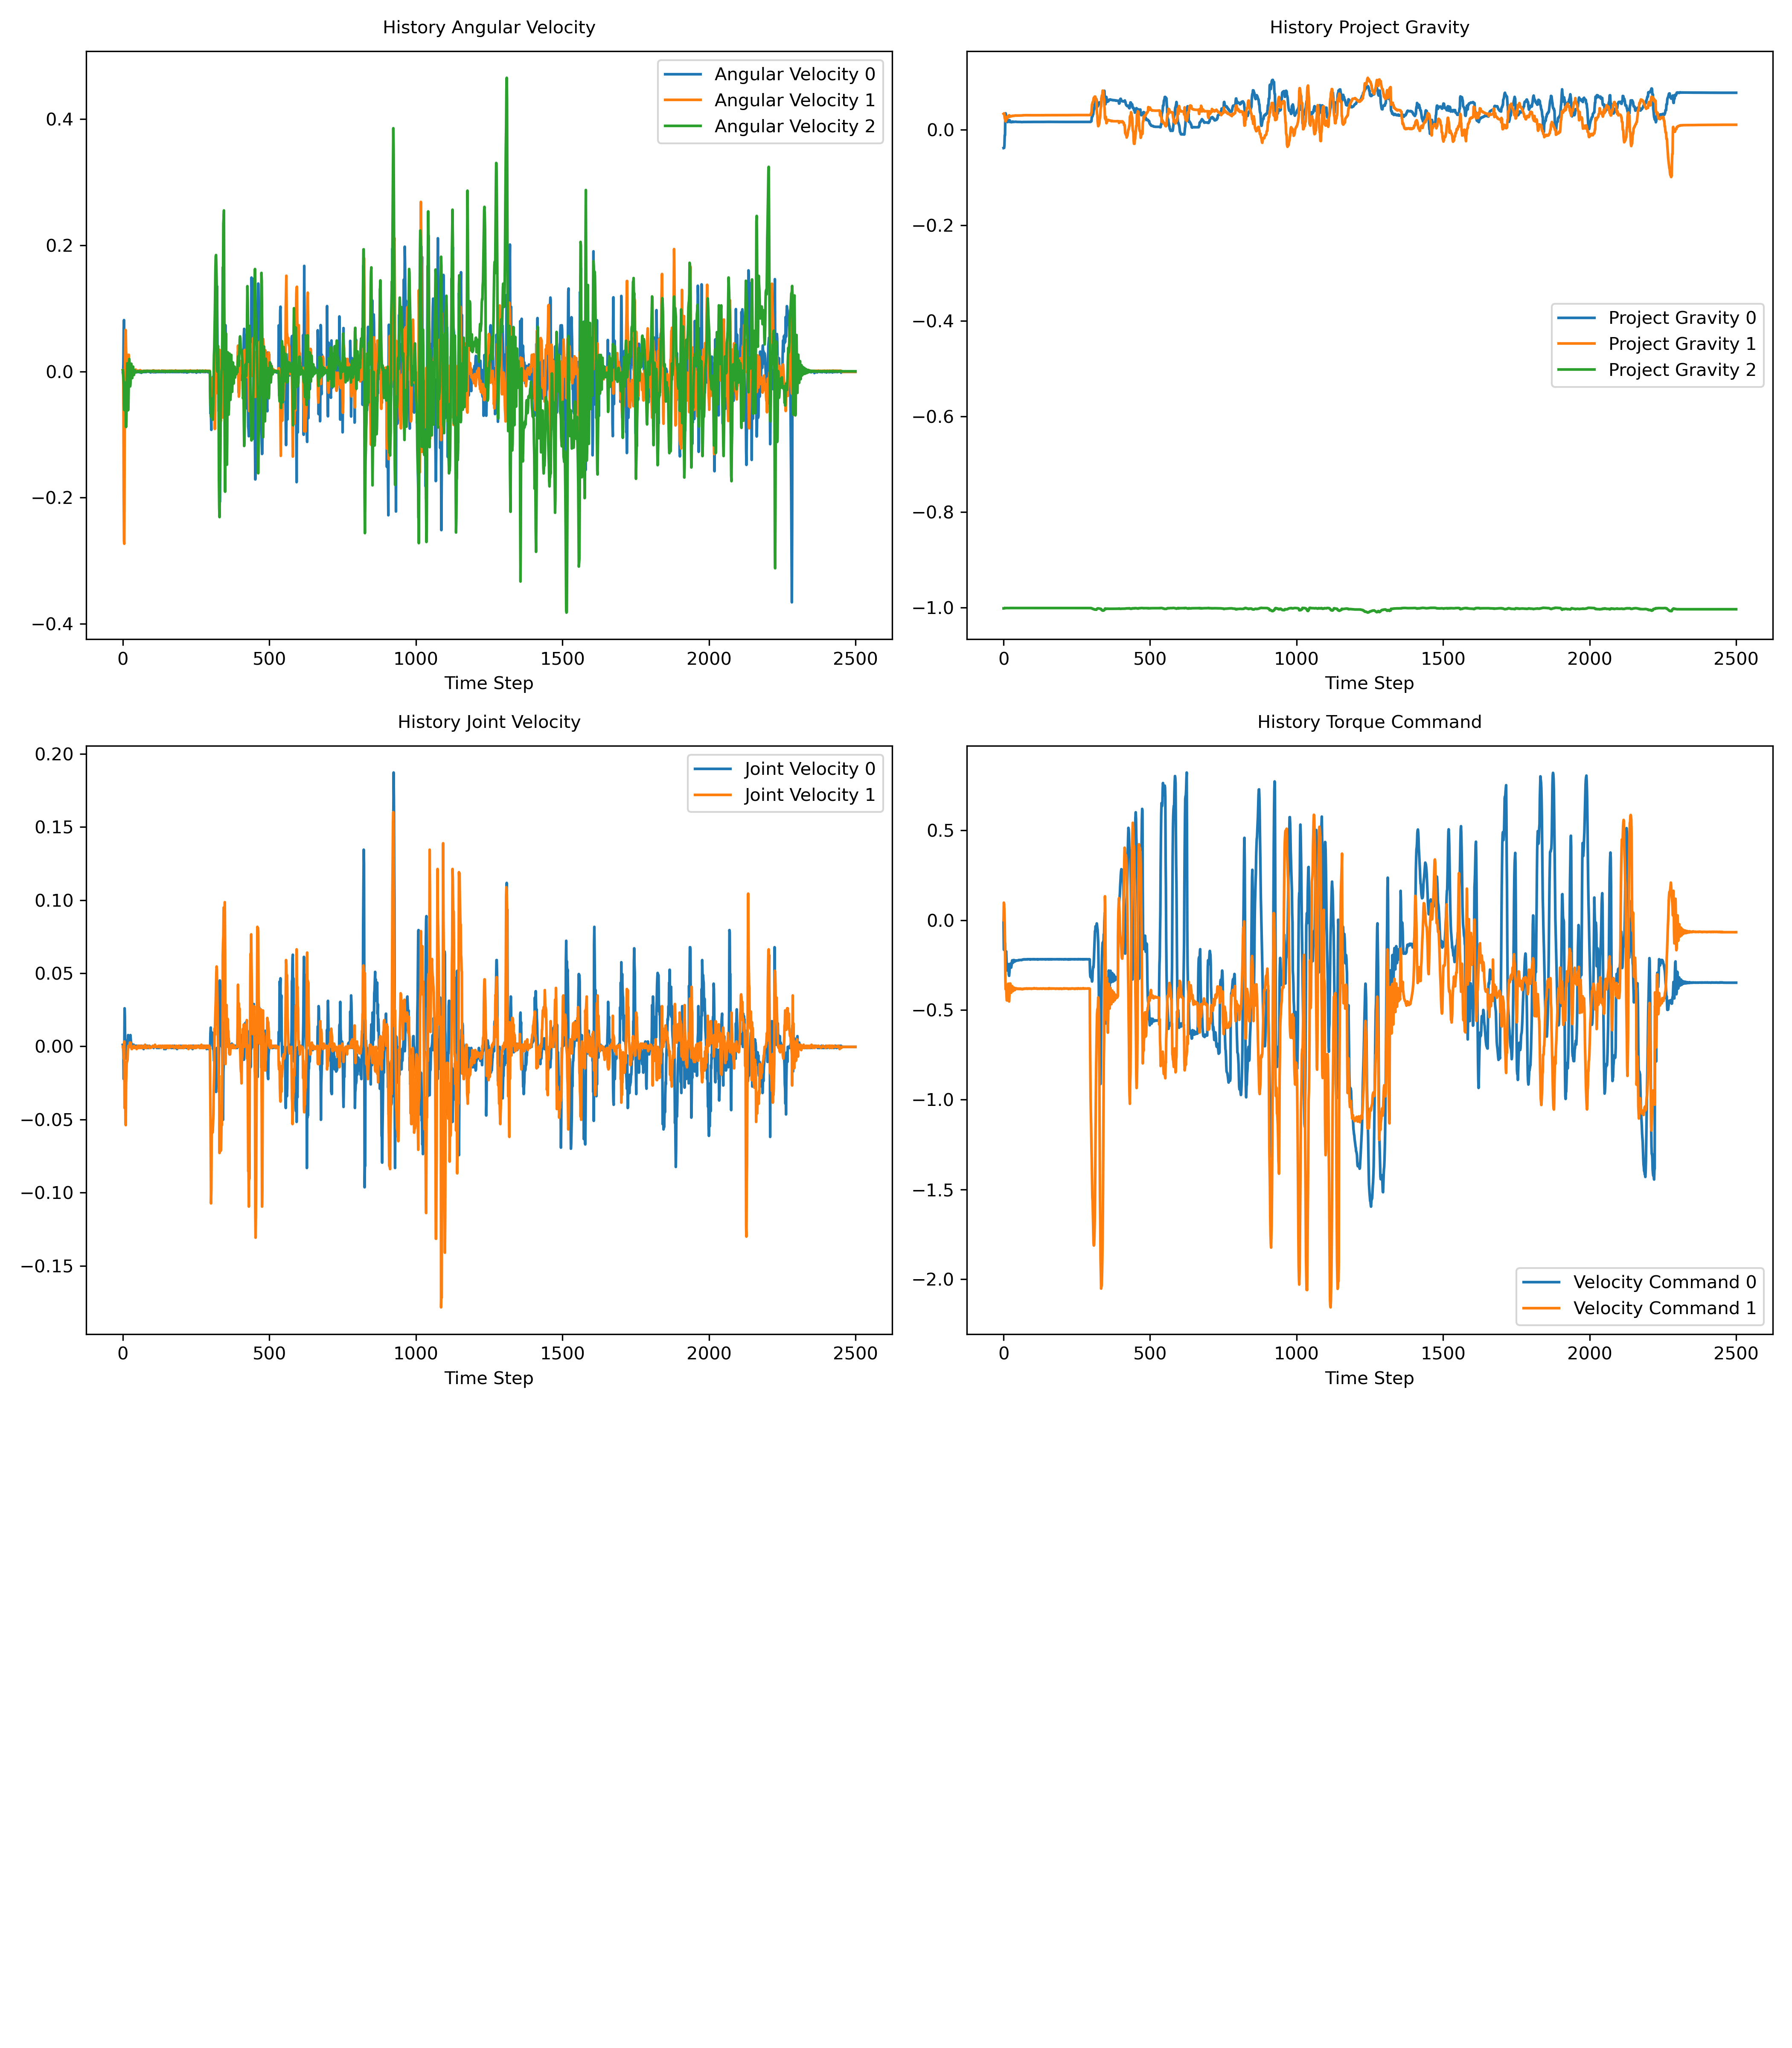 History Angular Velocity
Angular Velocity 0
Angular Velocity 1
Angular Velocity 2
0.4
0.2
0.0
−0.2
−0.4
0 500 1000 1500 2000 2500
Time Step
History Project Gravity
Project Gravity 0
Project Gravity 1
Project Gravity 2
0.0
−0.2
−0.4
−0.6
−0.8
−1.0
0 500 1000 1500 2000 2500
Time Step
History Joint Velocity
Joint Velocity 0
Joint Velocity 1
0.20
0.15
0.10
0.05
0.00
−0.05
−0.10
−0.15
0 500 1000 1500 2000 2500
Time Step
History Torque Command
0.5
0.0
−0.5
−1.0
−1.5
−2.0
Velocity Command 0
Velocity Command 1
0 500 1000 1500 2000 2500
Time Step